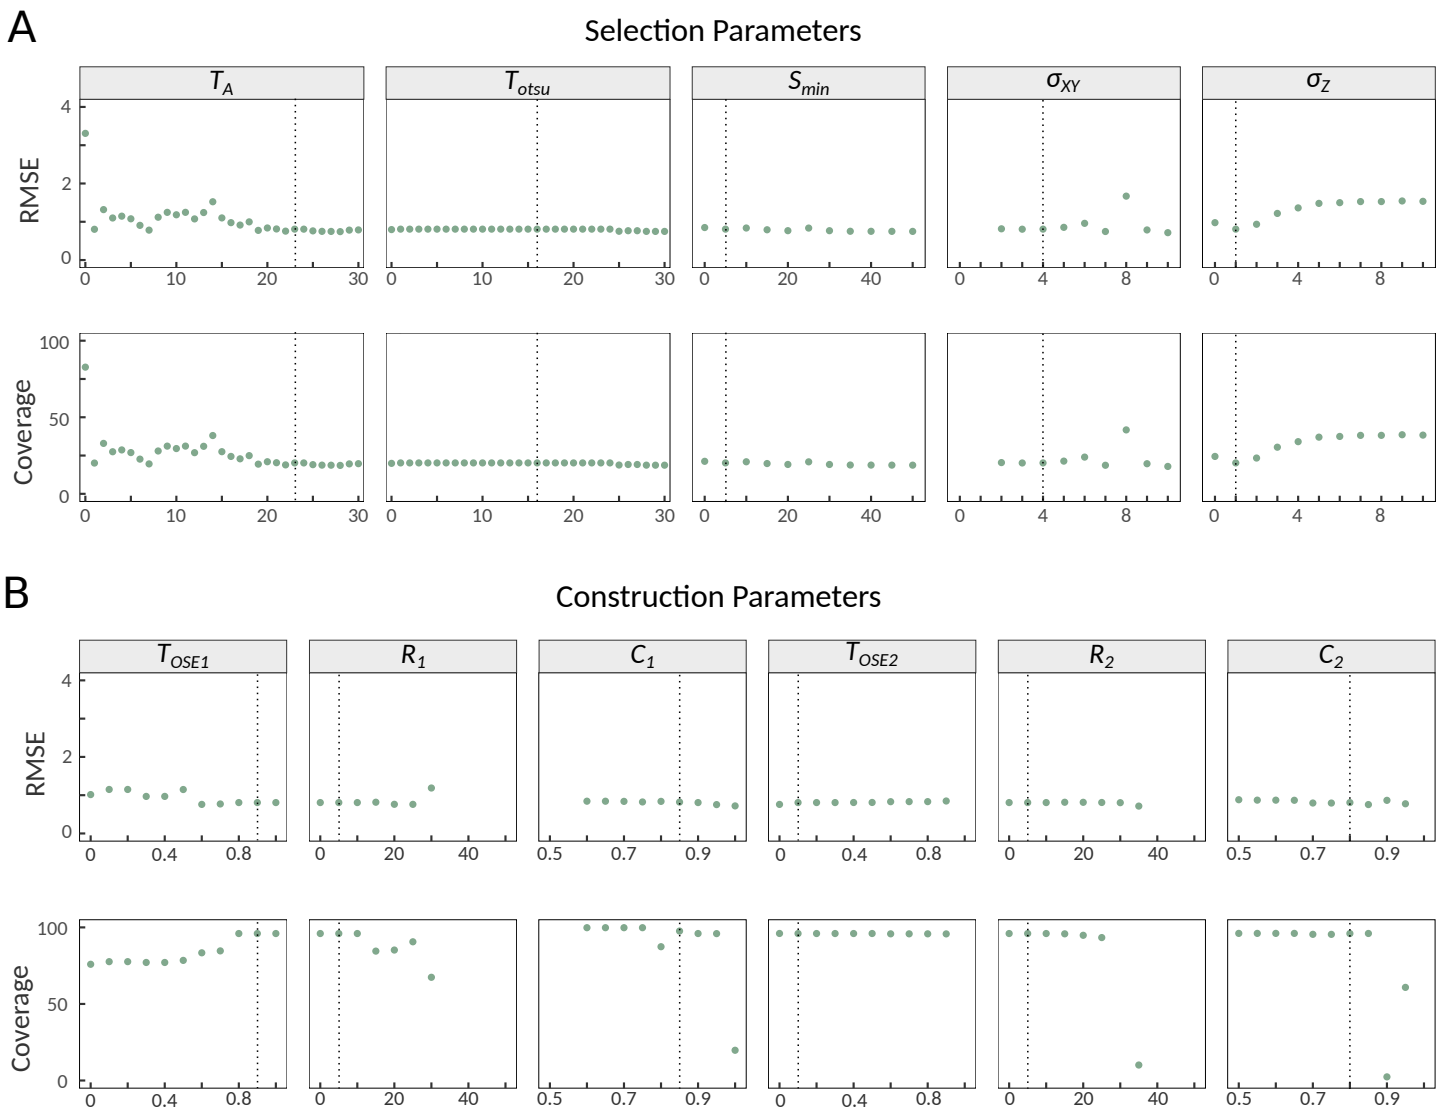 A
Selection Parameters
T_A T_otsu S_min σ_XY σ_Z
RMSE
4
2
0
0 10 20 30 0 10 20 30 0 20 40 0 4 8 0 4 8
Coverage
100
50
0
0 10 20 30 0 10 20 30 0 20 40 0 4 8 0 4 8
B
Construction Parameters
T_OSE1 R_1 C_1 T_OSE2 R_2 C_2
RMSE
4
2
0
0 0.4 0.8 0 20 40 0.5 0.7 0.9 0 0.4 0.8 0 20 40 0.5 0.7 0.9
Coverage
100
50
0
0 0.4 0.8 0 20 40 0.5 0.7 0.9 0 0.4 0.8 0 20 40 0.5 0.7 0.9